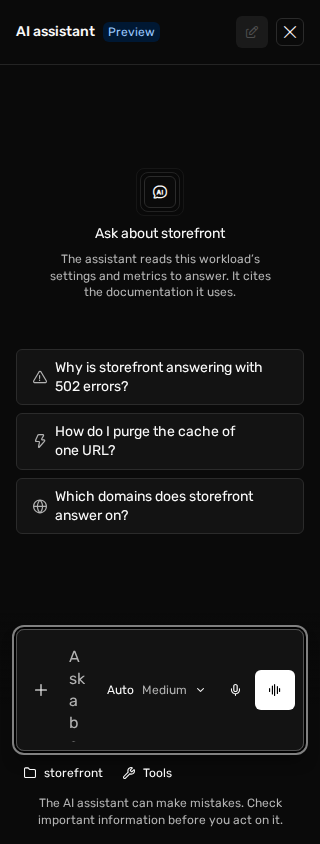 AI assistant Preview
AI
Ask about storefront
The assistant reads this workload's
settings and metrics to answer. It cites
the documentation it uses.
Why is storefront answering with
502 errors?
How do I purge the cache of
one URL?
Which domains does storefront
answer on?
A
sk
a
b
Auto Medium
storefront Tools
The AI assistant can make mistakes. Check
important information before you act on it.